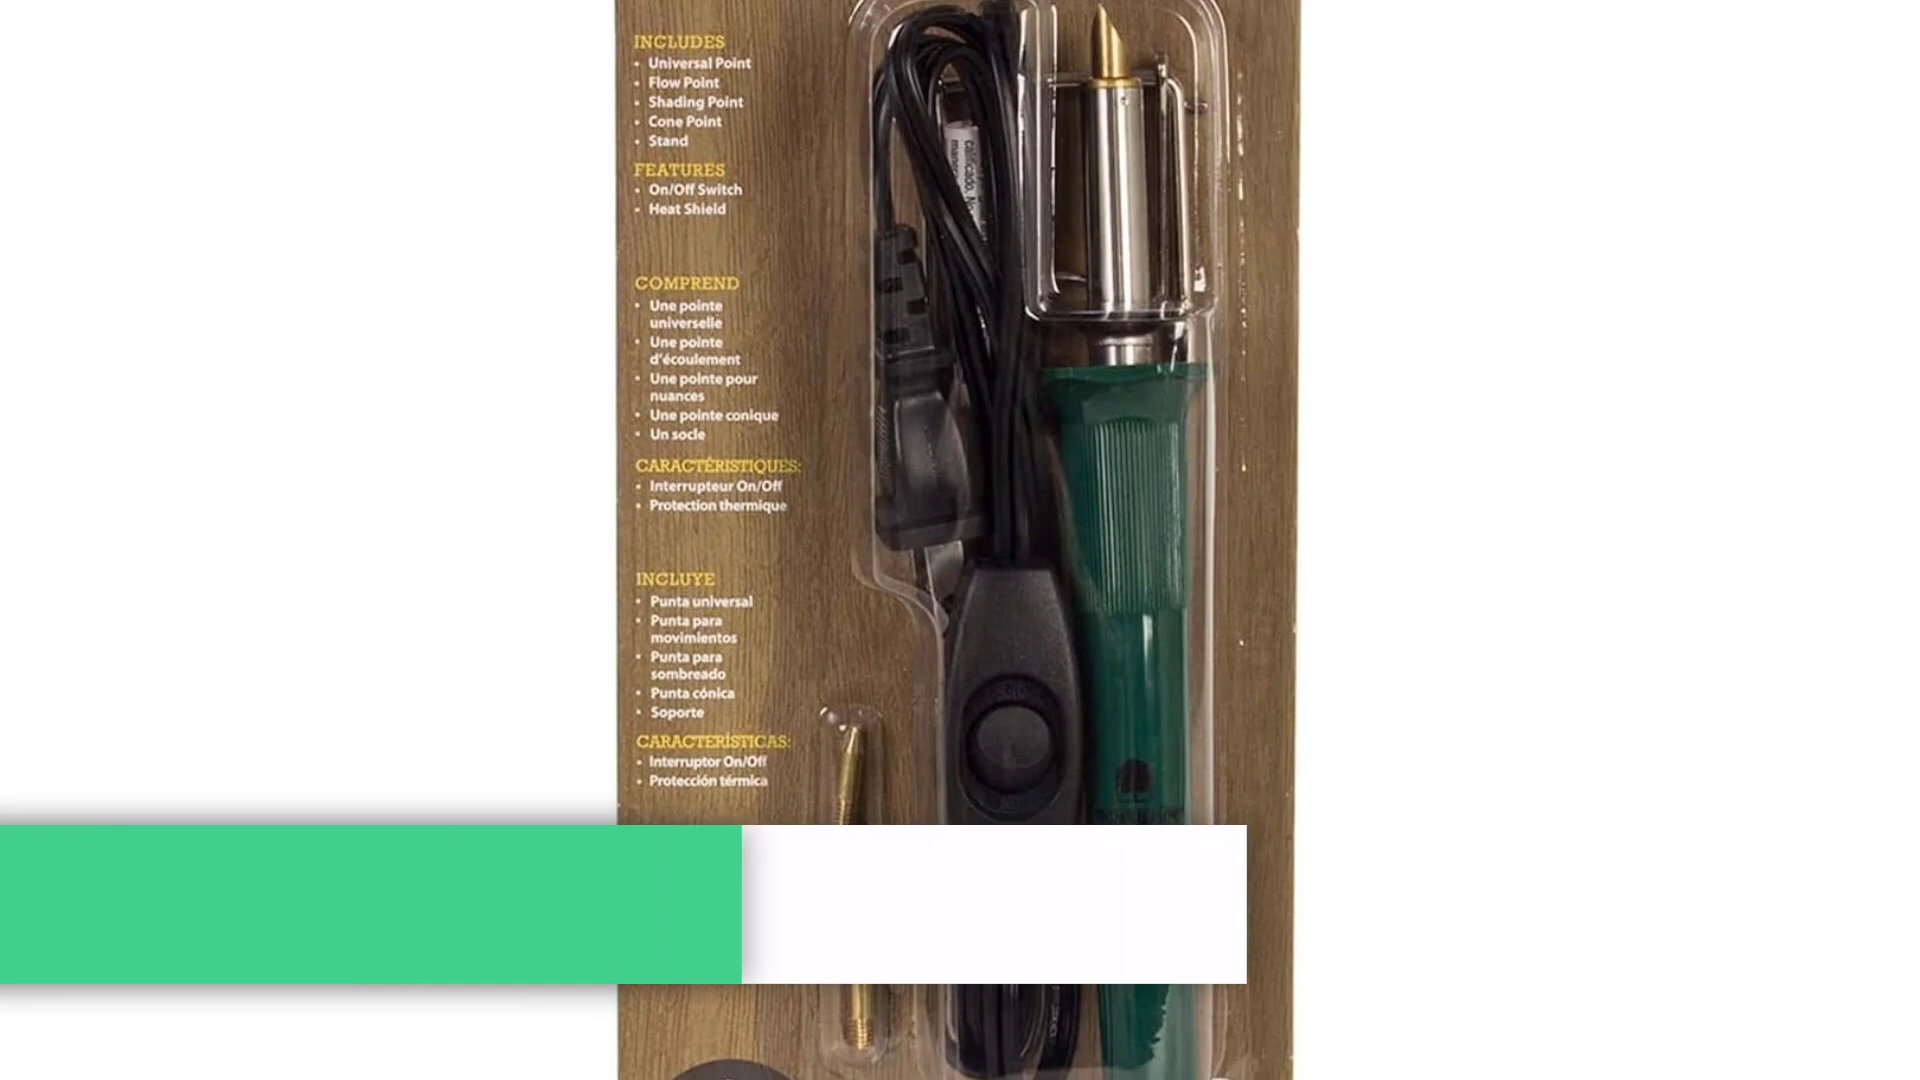 INCLUDES
• Universal Point
• Flow Point
• Shading Point
• Cone Point
• Stand
FEATURES
• On/Off Switch
• Heat Shield
COMPREND
• Une pointe
universelle
• Une pointe
d'écoulement
• Une pointe pour
nuances
• Une pointe conique
• Un socle
CARACTÉRISTIQUES:
• Interrupteur On/Off
• Protection thermique
INCLUYE
• Punta universal
• Punta para
movimientos
• Punta para
sombreado
• Punta cónica
• Soporte
CARACTERÍSTICAS:
• Interruptor On/Off
• Protección térmica
calificado. No